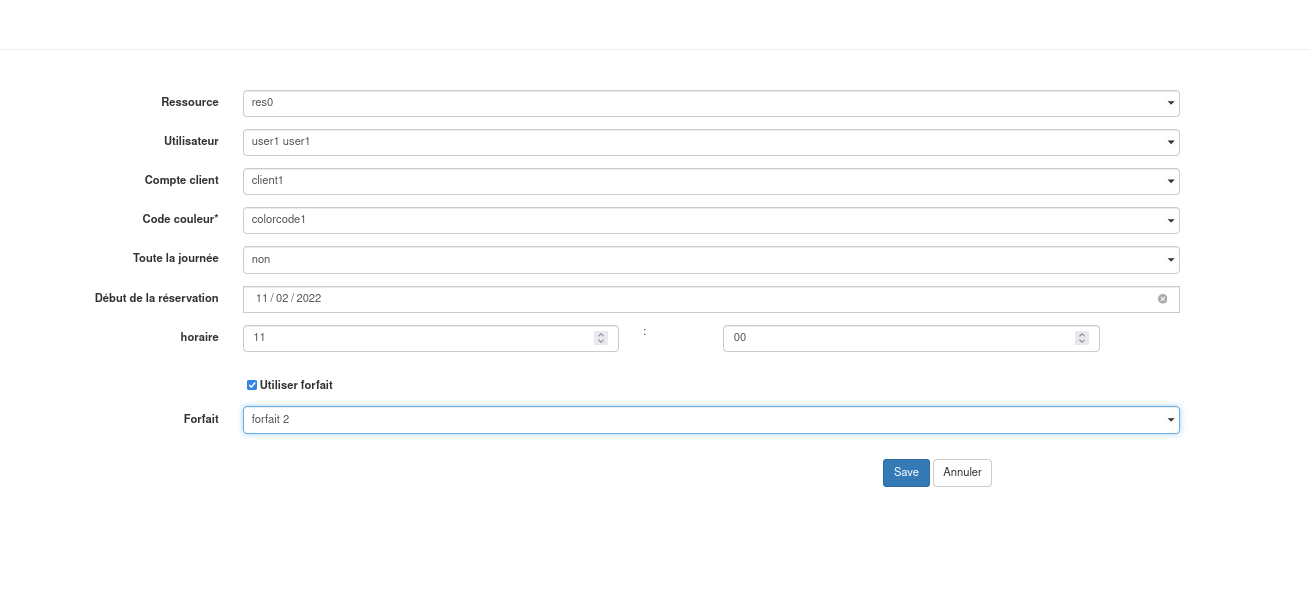 Ressource res0
Utilisateur user1 user1
Compte client client1
Code couleur* colorcode1
Toute la journée non
Début de la réservation 11 / 02 / 2022
horaire 11 : 00
Utiliser forfait
Forfait forfait 2
Save Annuler